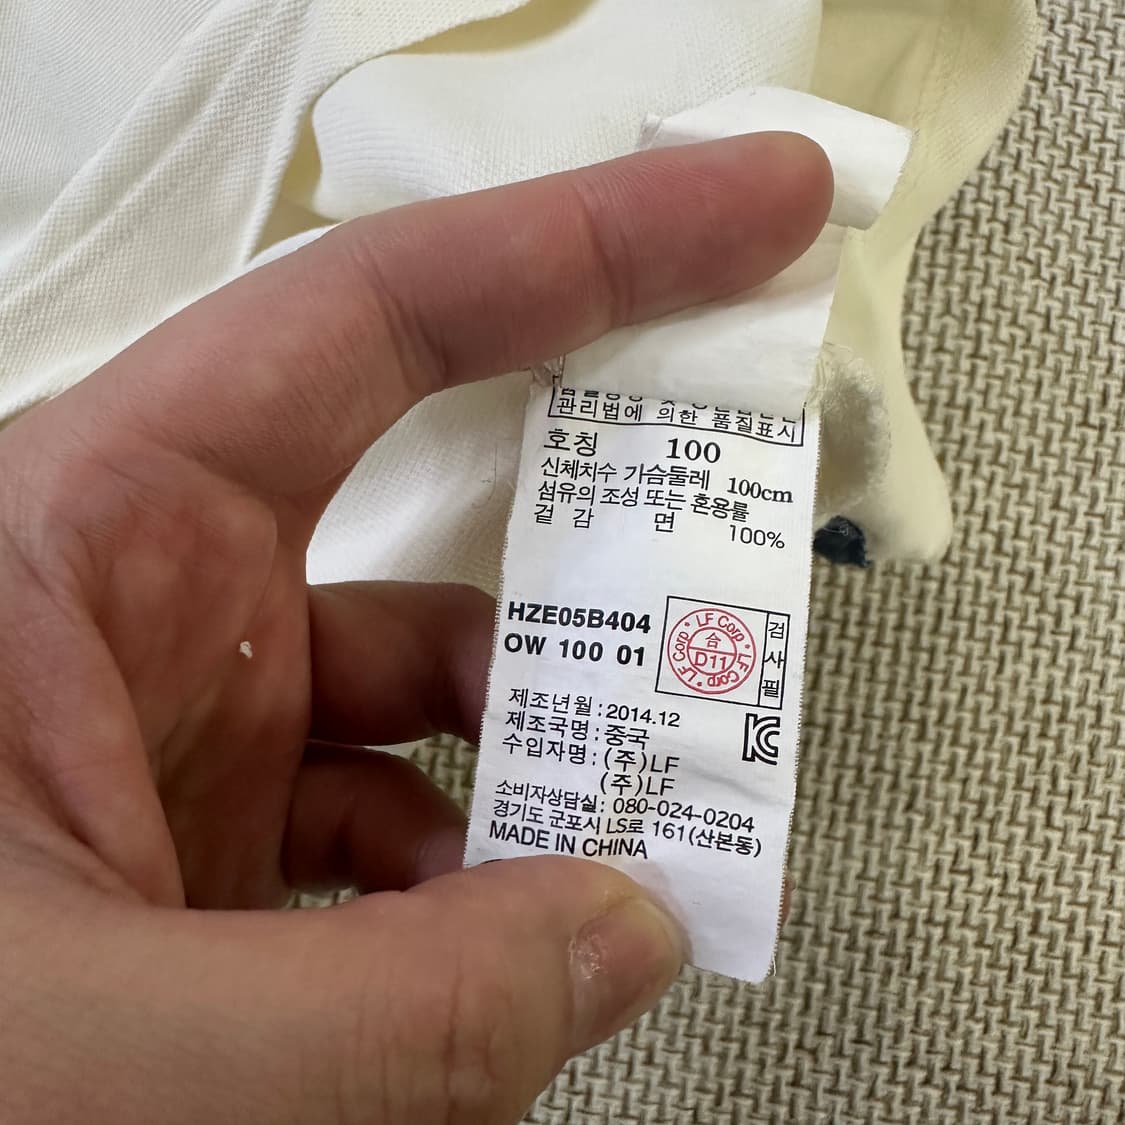 관리법에 의한 품질표시
호칭 100
신체치수 가슴둘레 100cm
섬유의 조성 또는 혼용률
겉감 면 100%
HZE05B404
OW 100 01
LF Corp • LF Corp • LF Corp •
合
D11
검사필
제조년월 : 2014.12
제조국명 : 중국
수입자명 : (주)LF
(주)LF
소비자상담실: 080-024-0204
경기도 군포시 LS로 161(산본동)
MADE IN CHINA